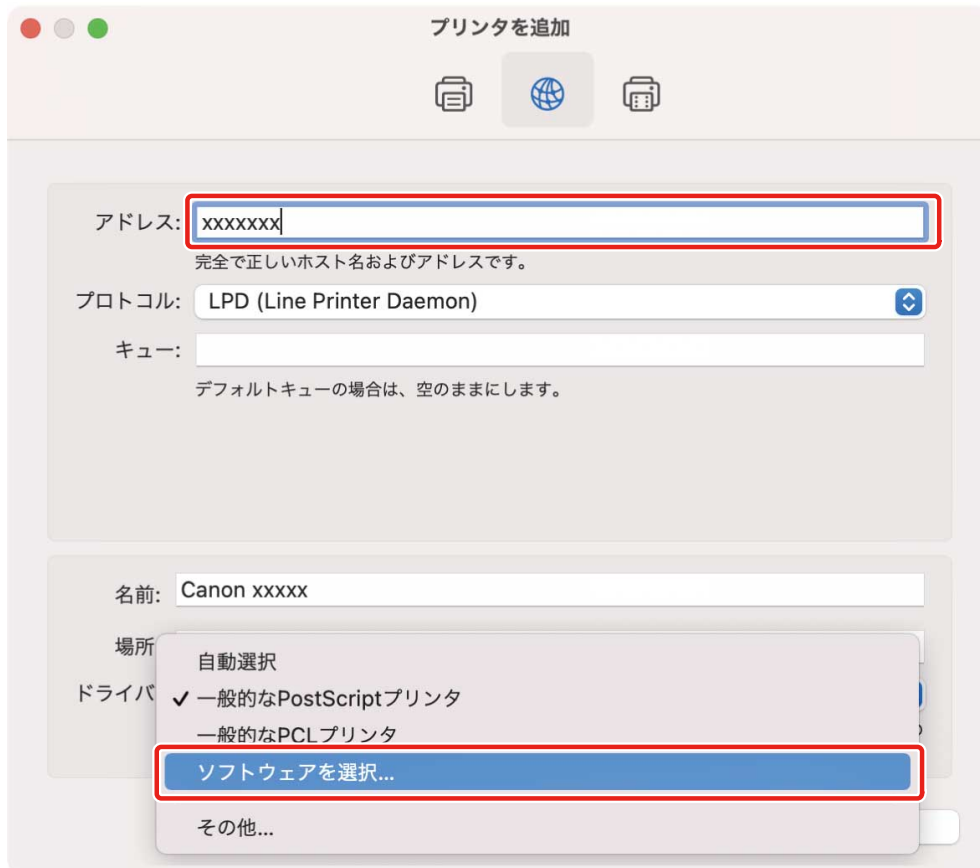 プリンタを追加
アドレス: xxxxxxx
完全で正しいホスト名およびアドレスです。
プロトコル: LPD (Line Printer Daemon)
キュー:
デフォルトキューの場合は、空のままにします。
名前: Canon xxxxx
場所
自動選択
ドライバ ✓ 一般的なPostScriptプリンタ
一般的なPCLプリンタ
ソフトウェアを選択...
その他...